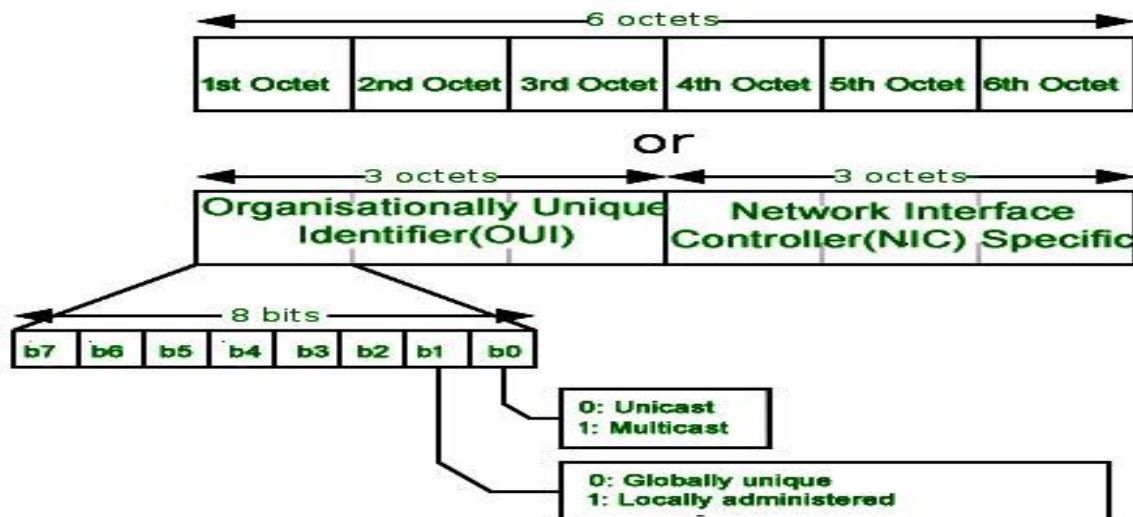 6 octets
1st Octet 2nd Octet 3rd Octet 4th Octet 5th Octet 6th Octet
or
3 octets 3 octets
Organisationally Unique
Identifier(OUI)
Network Interface
Controller(NIC) Specific
8 bits
b7 b6 b5 b4 b3 b2 b1 b0
0: Unicast
1: Multicast
0: Globally unique
1: Locally administered